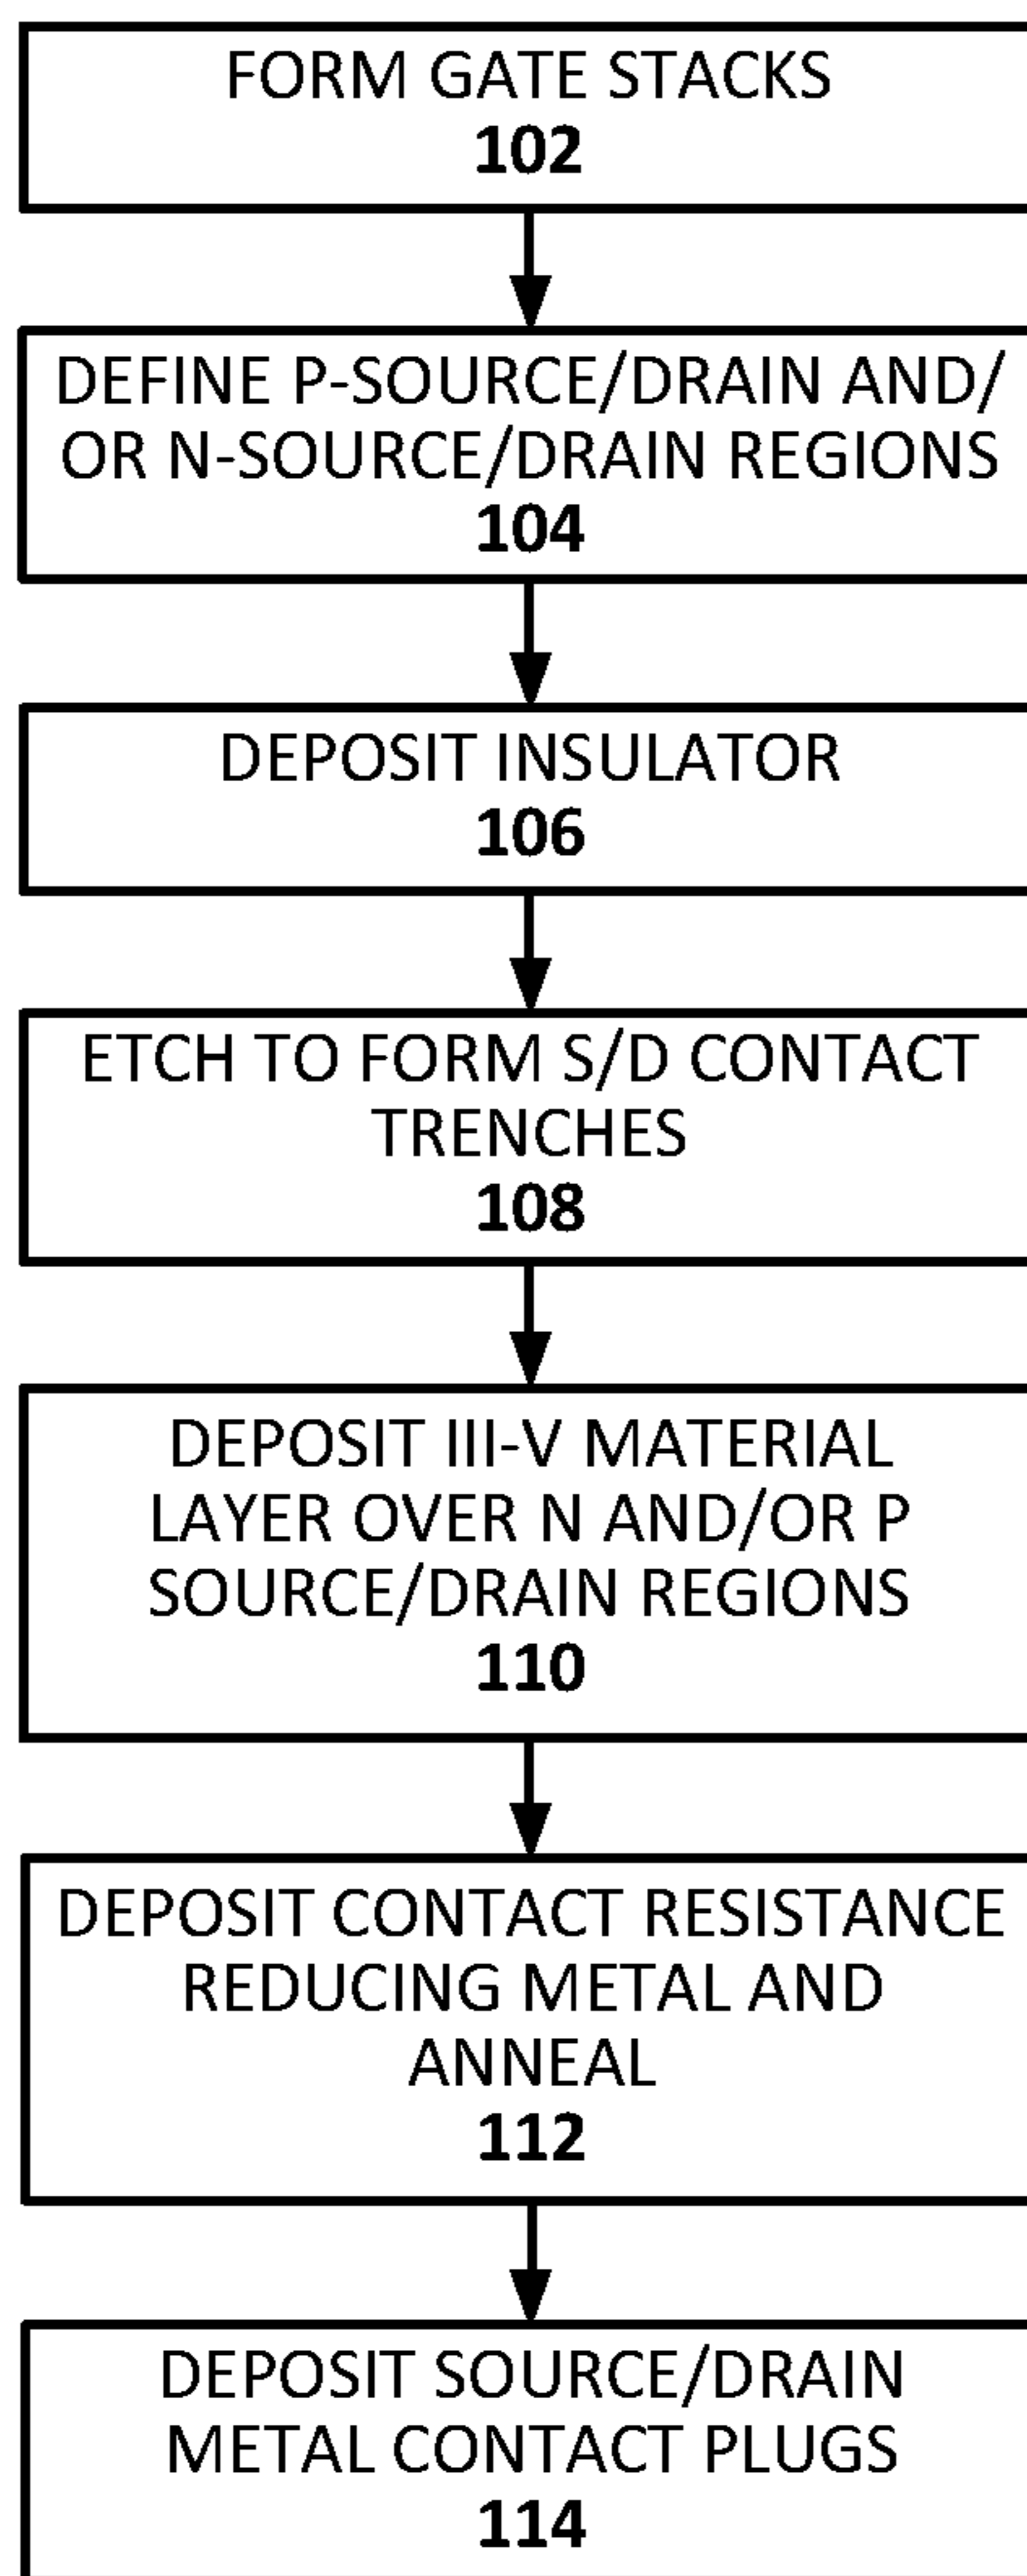 FORM GATE STACKS
102
DEFINE P-SOURCE/DRAIN AND/
OR N-SOURCE/DRAIN REGIONS
104
DEPOSIT INSULATOR
106
ETCH TO FORM S/D CONTACT
TRENCHES
108
DEPOSIT III-V MATERIAL
LAYER OVER N AND/OR P
SOURCE/DRAIN REGIONS
110
DEPOSIT CONTACT RESISTANCE
REDUCING METAL AND
ANNEAL
112
DEPOSIT SOURCE/DRAIN
METAL CONTACT PLUGS
114